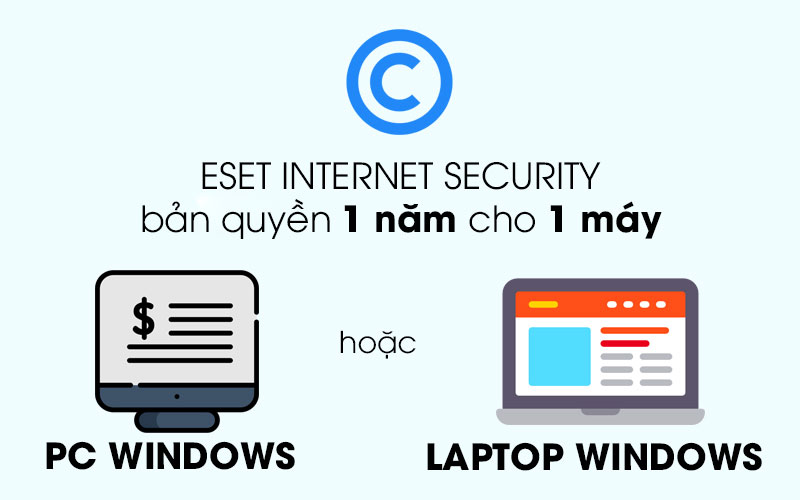 ©
ESET INTERNET SECURITY
bản quyền 1 năm cho 1 máy
$
hoặc
PC WINDOWS
LAPTOP WINDOWS